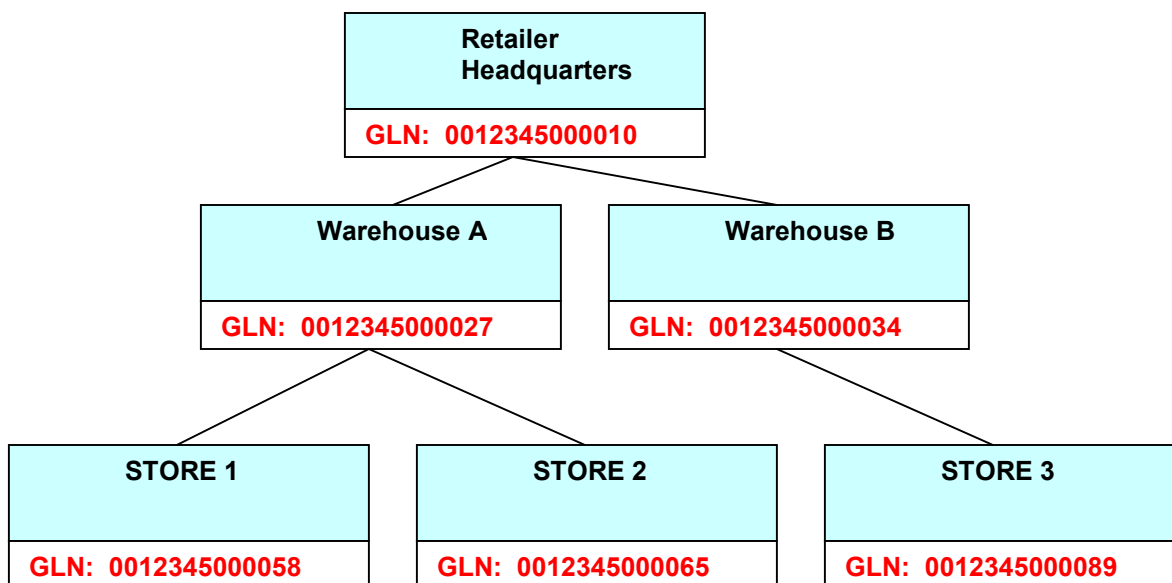 Retailer
Headquarters
GLN: 0012345000010
Warehouse A
GLN: 0012345000027
Warehouse B
GLN: 0012345000034
STORE 1
GLN: 0012345000058
STORE 2
GLN: 0012345000065
STORE 3
GLN: 0012345000089